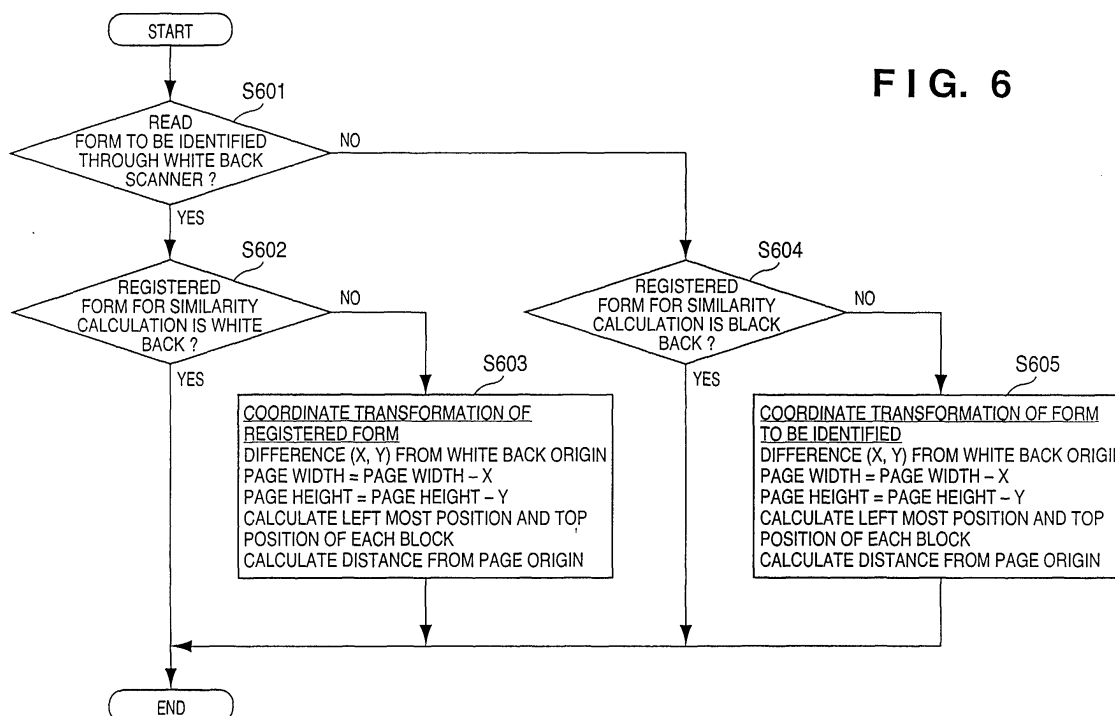 START
FIG. 6
S601
READ
FORM TO BE IDENTIFIED
THROUGH WHITE BACK
SCANNER ?
NO
YES
S602
REGISTERED
FORM FOR SIMILARITY
CALCULATION IS WHITE
BACK ?
NO
YES
S603
COORDINATE TRANSFORMATION OF
REGISTERED FORM
DIFFERENCE (X, Y) FROM WHITE BACK ORIGIN
PAGE WIDTH = PAGE WIDTH – X
PAGE HEIGHT = PAGE HEIGHT – Y
CALCULATE LEFT MOST POSITION AND TOP
POSITION OF EACH BLOCK
CALCULATE DISTANCE FROM PAGE ORIGIN
S604
REGISTERED
FORM FOR SIMILARITY
CALCULATION IS BLACK
BACK ?
NO
YES
S605
COORDINATE TRANSFORMATION OF FORM
TO BE IDENTIFIED
DIFFERENCE (X, Y) FROM WHITE BACK ORIGIN
PAGE WIDTH = PAGE WIDTH – X
PAGE HEIGHT = PAGE HEIGHT – Y
CALCULATE LEFT MOST POSITION AND TOP
POSITION OF EACH BLOCK
CALCULATE DISTANCE FROM PAGE ORIGIN
END